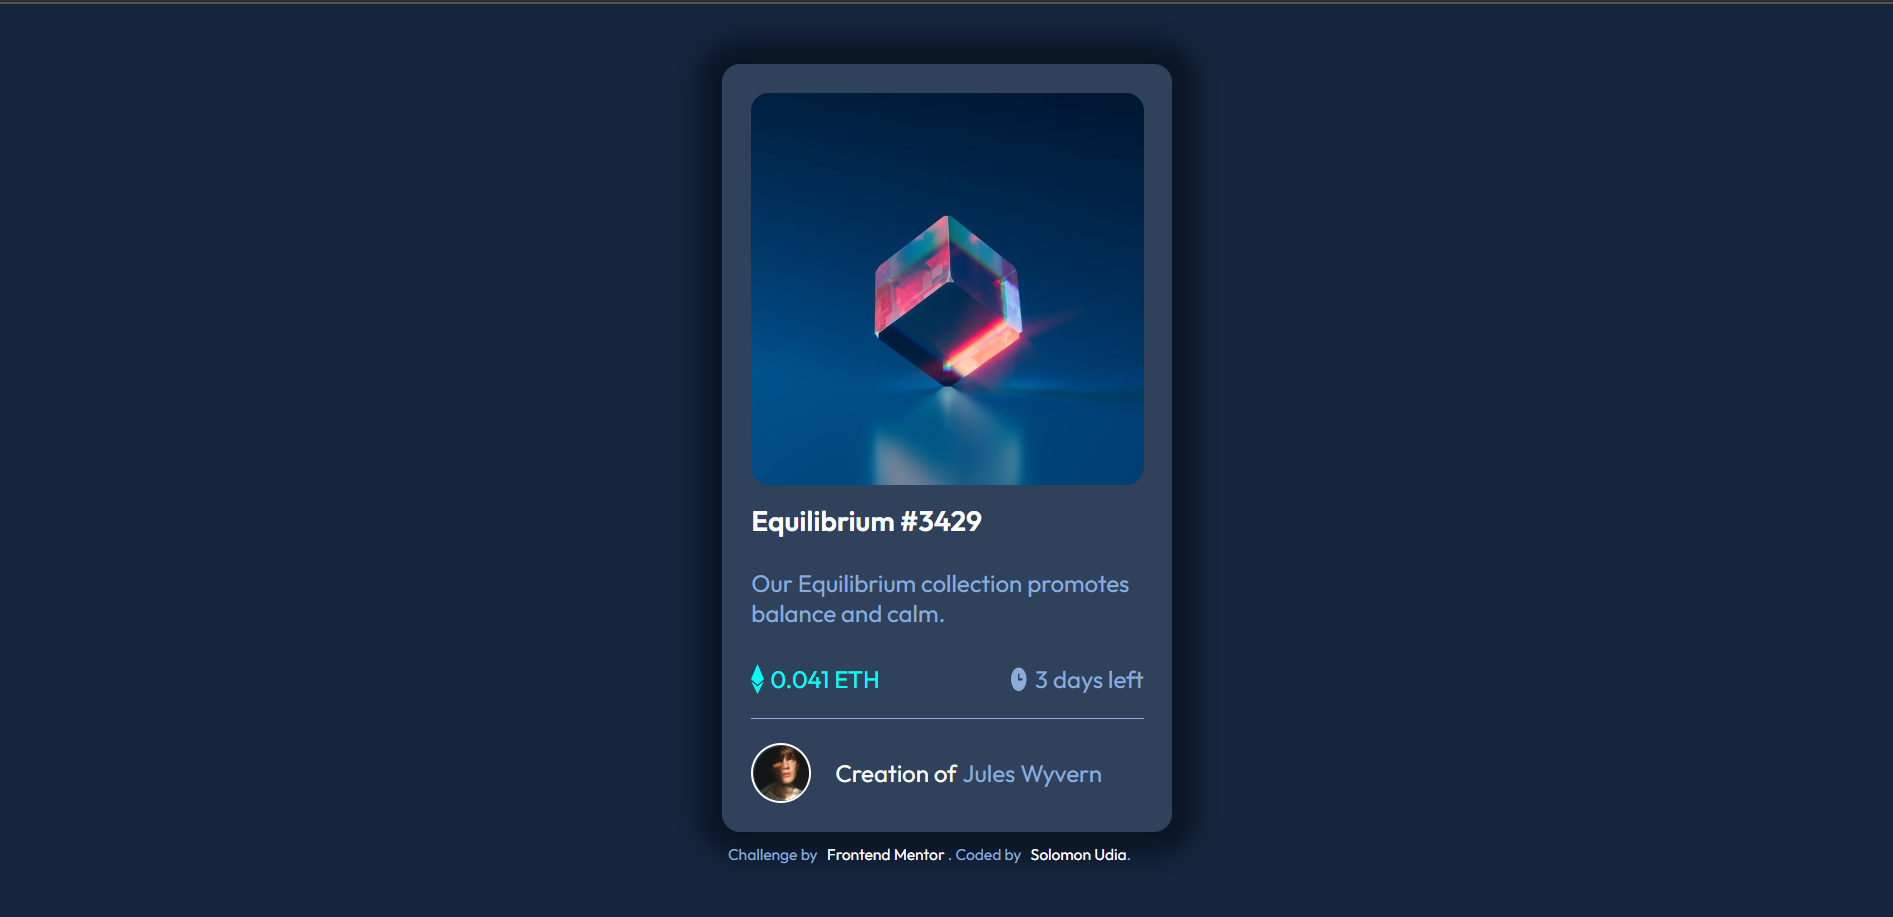 Equilibrium #3429
Our Equilibrium collection promotes
balance and calm.
0.041 ETH 3 days left
Creation of Jules Wyvern
Challenge by Frontend Mentor . Coded by Solomon Udia.